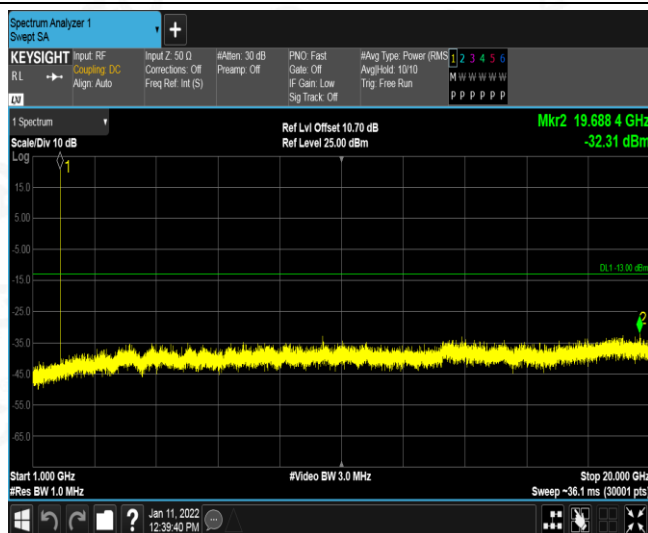 Spectrum Analyzer 1
Swept SA
+
KEYSIGHT
RL
Input: RF
Coupling: DC
Align: Auto
Input Z: 50 Ω
Corrections: Off
Freq Ref: Int (S)
#Atten: 30 dB
Preamp: Off
PNO: Fast
Gate: Off
IF Gain: Low
Sig Track: Off
#Avg Type: Power (RMS
Avg|Hold: 10/10
Trig: Free Run
1 2 3 4 5 6
M W W W W W
P P P P P P
LXI
1 Spectrum
Scale/Div 10 dB
Ref Lvl Offset 10.70 dB
Ref Level 25.00 dBm
Mkr2 19.688 4 GHz
-32.31 dBm
Log
1
15.0
5.00
-5.00
DL1 -13.00 dBm
-15.0
-25.0
2
-35.0
-45.0
-55.0
-65.0
Start 1.000 GHz
#Video BW 3.0 MHz
Stop 20.000 GHz
#Res BW 1.0 MHz
Sweep ~36.1 ms (30001 pts)
?
Jan 11, 2022
12:39:40 PM